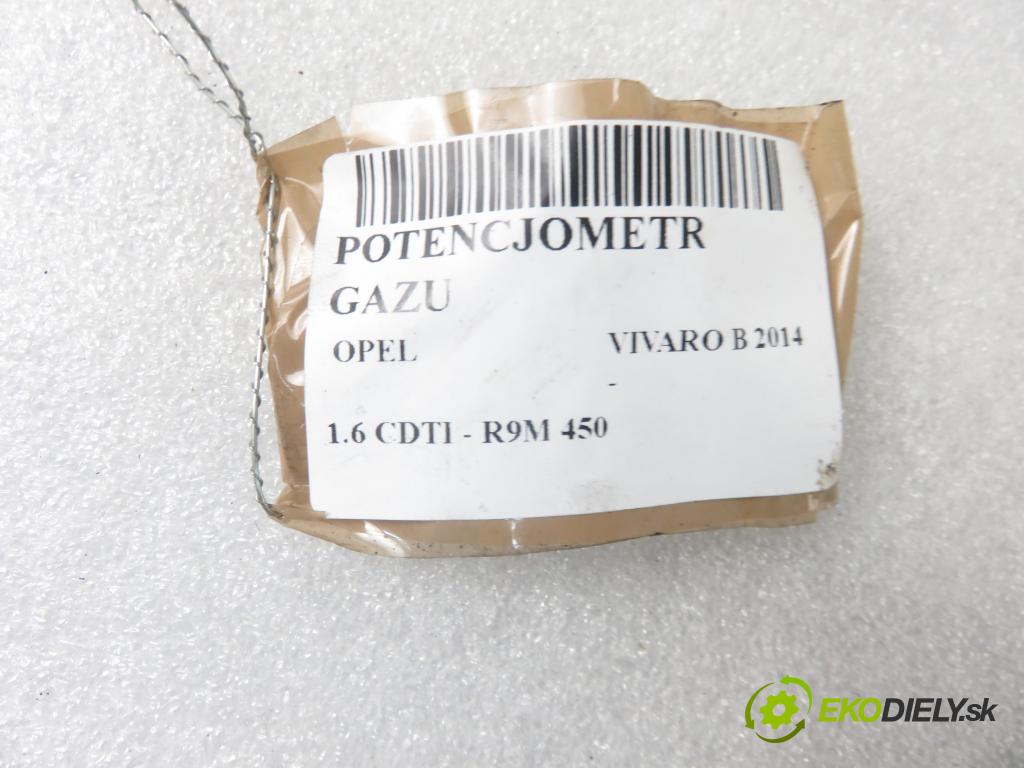 POTENCJOMETR
GAZU
OPEL VIVARO B 2014
-
1.6 CDTI - R9M 450
EKODIELY.sk